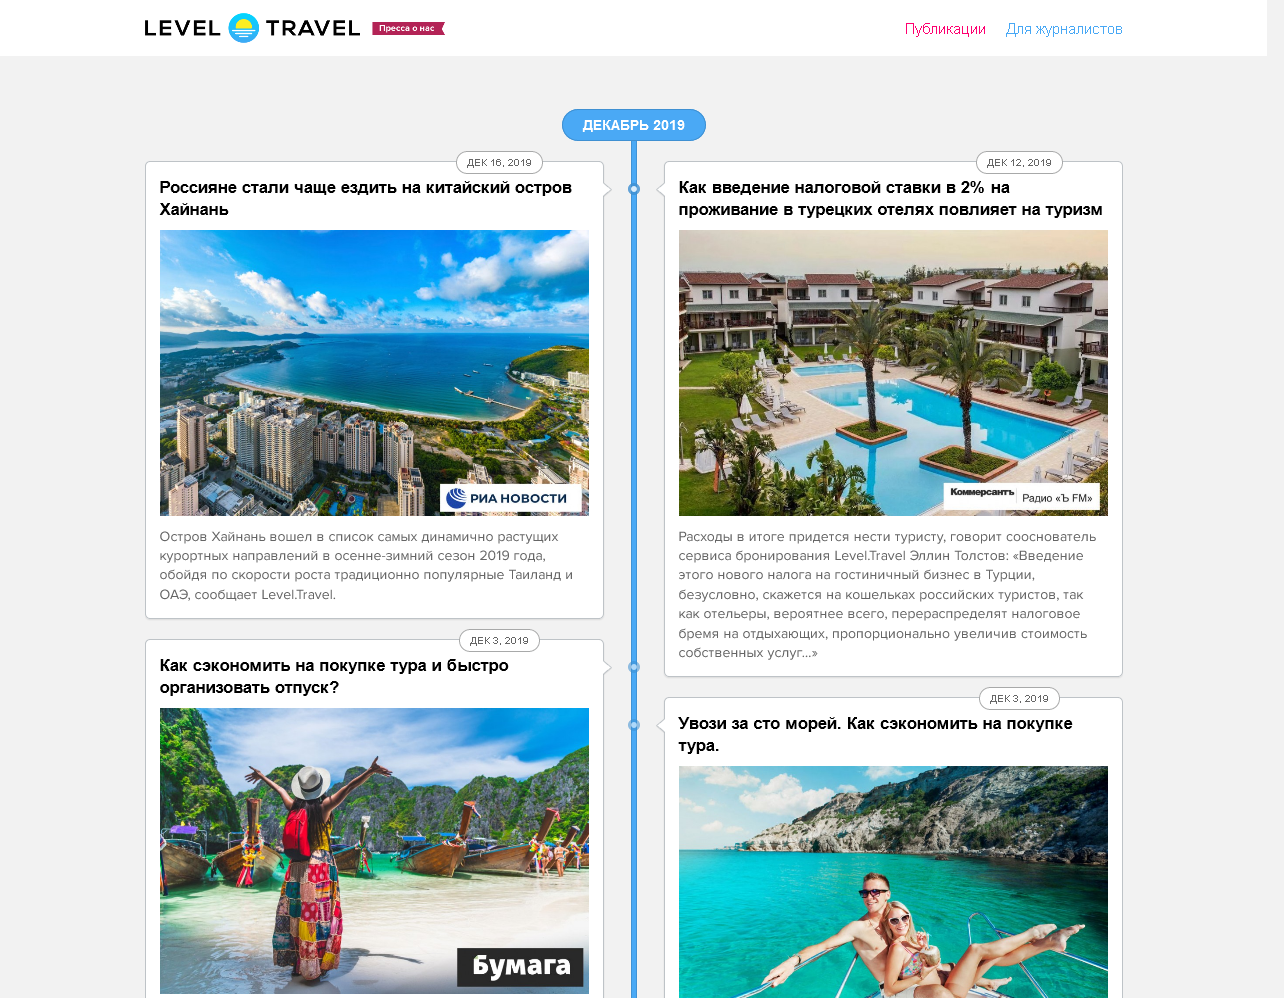 LEVEL TRAVEL
Пресса о нас
Публикации
Для журналистов
ДЕКАБРЬ 2019
ДЕК 16, 2019
Россияне стали чаще ездить на китайский остров
Хайнань
РИА НОВОСТИ
Остров Хайнань вошел в список самых динамично растущих
курортных направлений в осенне-зимний сезон 2019 года,
обойдя по скорости роста традиционно популярные Таиланд и
ОАЭ, сообщает Level.Travel.
ДЕК 12, 2019
Как введение налоговой ставки в 2% на
проживание в турецких отелях повлияет на туризм
Коммерсантъ
Радио «Ъ FM»
Расходы в итоге придется нести туристу, говорит сооснователь
сервиса бронирования Level.Travel Эллин Толстов: «Введение
этого нового налога на гостиничный бизнес в Турции,
безусловно, скажется на кошельках российских туристов, так
как отельеры, вероятнее всего, перераспределят налоговое
бремя на отдыхающих, пропорционально увеличив стоимость
собственных услуг...»
ДЕК 3, 2019
Как сэкономить на покупке тура и быстро
организовать отпуск?
Бумага
ДЕК 3, 2019
Увози за сто морей. Как сэкономить на покупке
тура.